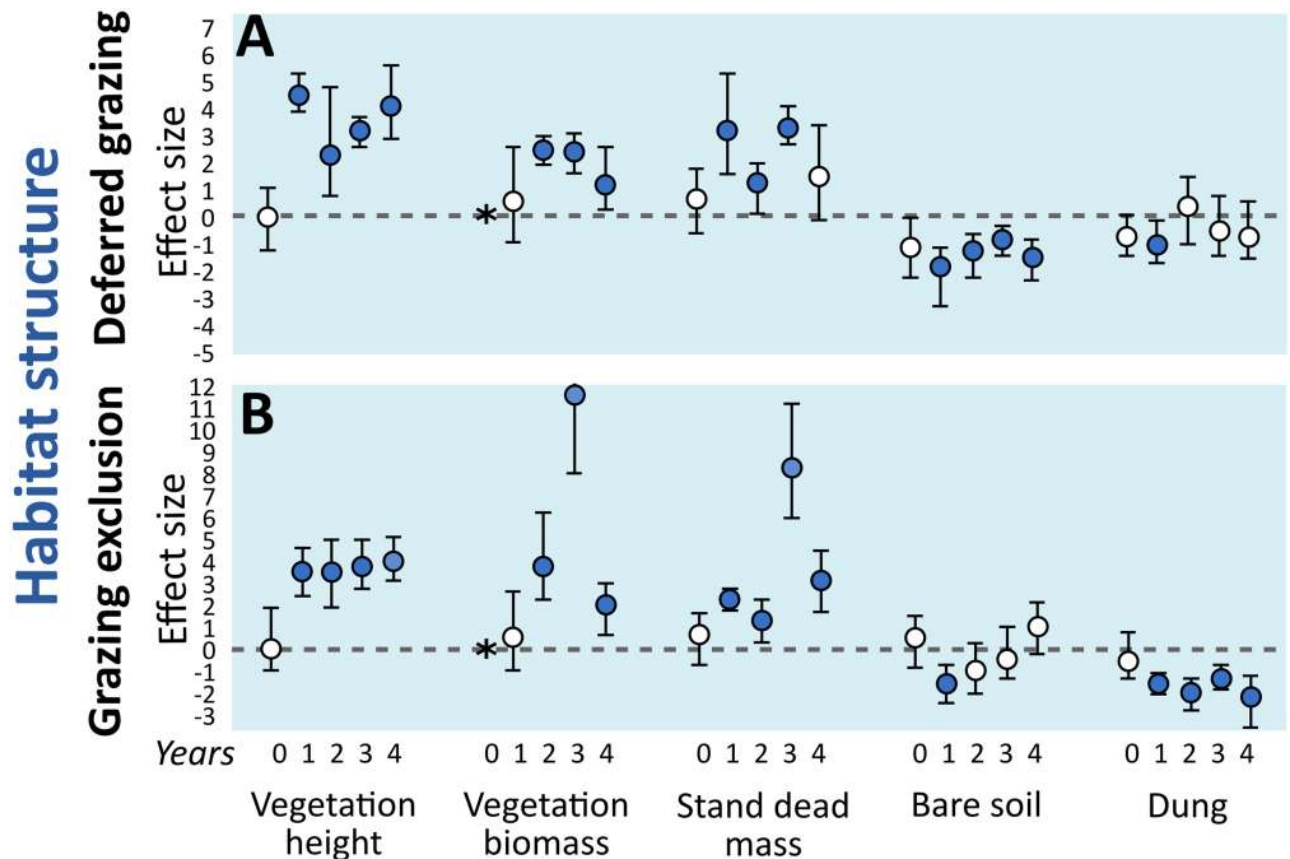 Habitat structure
Deferred grazing
Effect size
A
7
6
5
4
3
2
1
0
-1
-2
-3
-4
-5
*
Grazing exclusion
Effect size
B
12
11
10
9
8
7
6
5
4
3
2
1
0
-1
-2
-3
*
Years 0 1 2 3 4 0 1 2 3 4 0 1 2 3 4 0 1 2 3 4 0 1 2 3 4
Vegetation height
Vegetation biomass
Stand dead mass
Bare soil
Dung